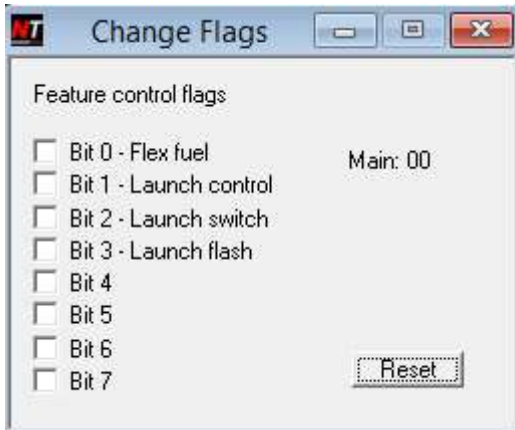 NT Change Flags
Feature control flags
Bit 0 - Flex fuel
Main: 00
Bit 1 - Launch control
Bit 2 - Launch switch
Bit 3 - Launch flash
Bit 4
Bit 5
Bit 6
Bit 7
Reset